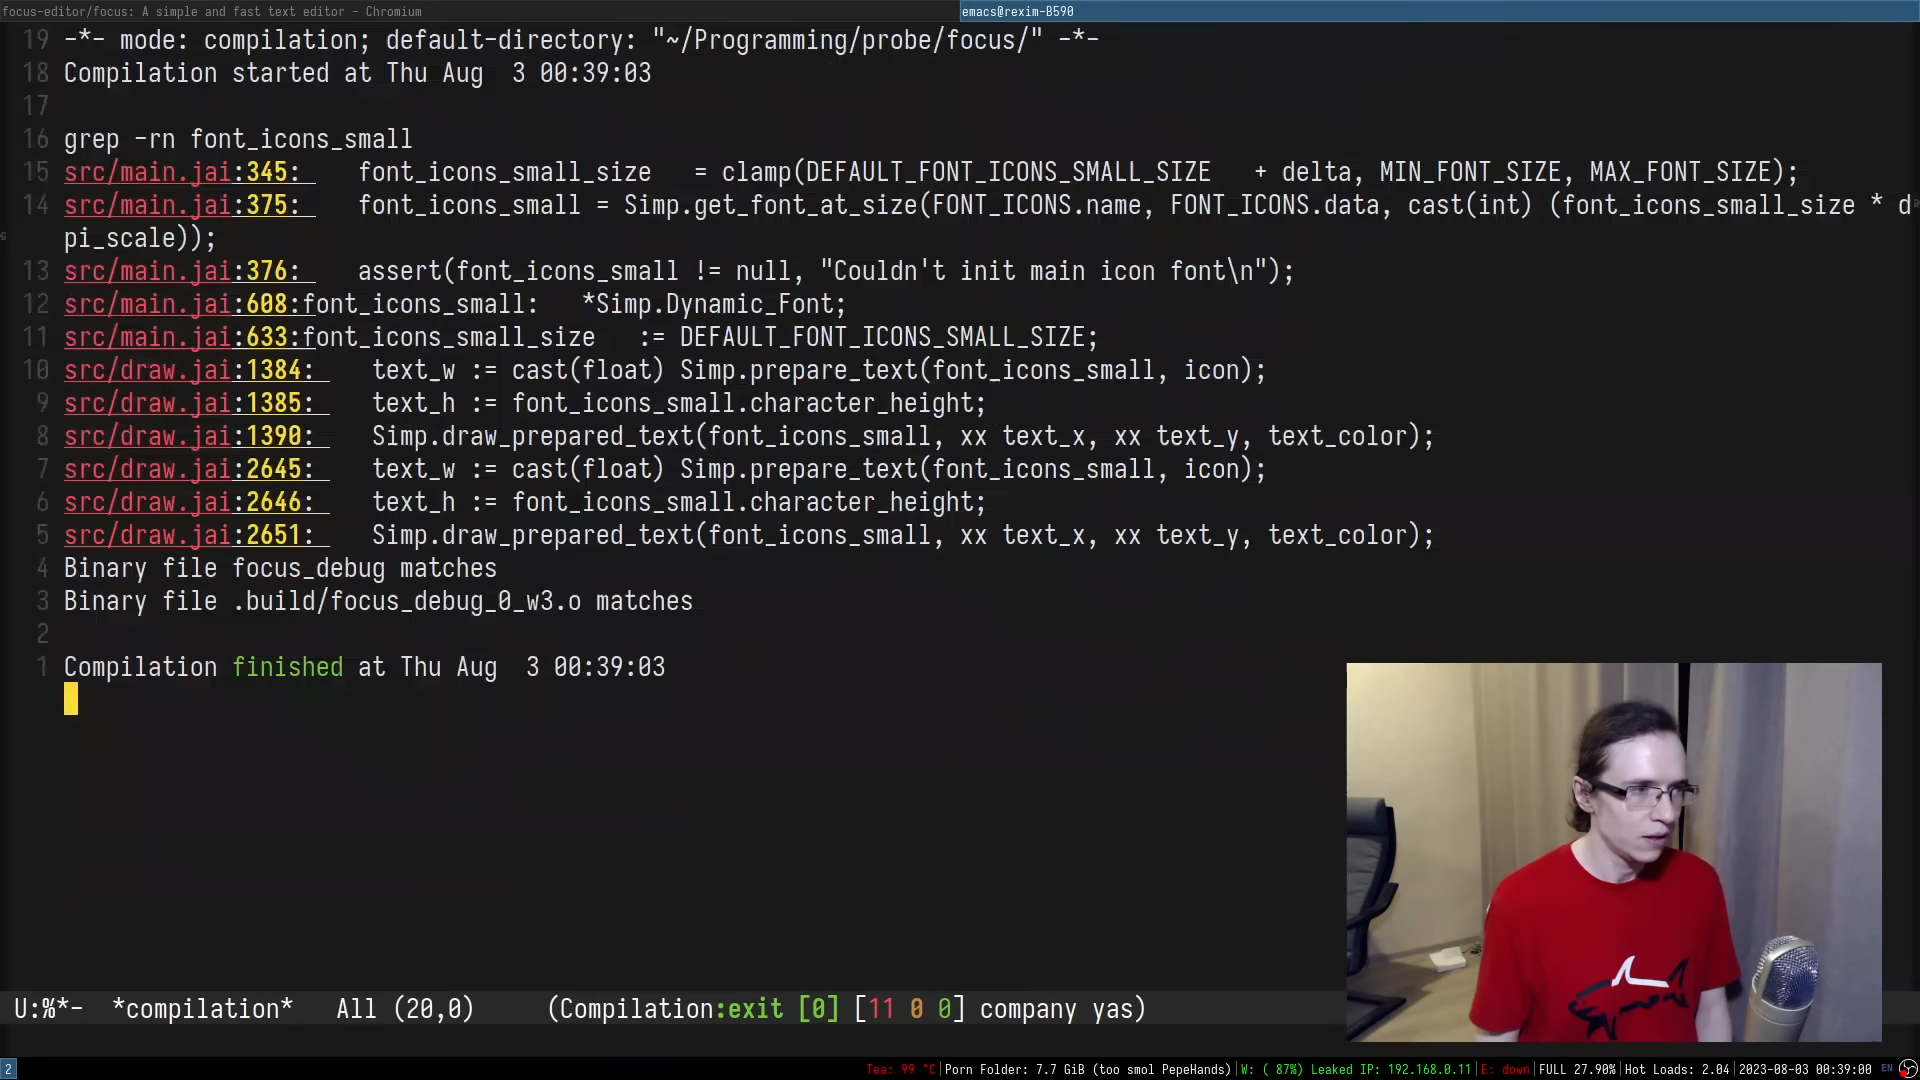 focus-editor/focus: A simple and fast text editor - Chromium
emacs@rexim-B590
19 -*- mode: compilation; default-directory: "~/Programming/probe/focus/" -*-
18 Compilation started at Thu Aug  3 00:39:03
17
16 grep -rn font_icons_small
15 src/main.jai:345:   font_icons_small_size   = clamp(DEFAULT_FONT_ICONS_SMALL_SIZE   + delta, MIN_FONT_SIZE, MAX_FONT_SIZE);
14 src/main.jai:375:   font_icons_small = Simp.get_font_at_size(FONT_ICONS.name, FONT_ICONS.data, cast(int) (font_icons_small_size * d
pi_scale));
13 src/main.jai:376:   assert(font_icons_small != null, "Couldn't init main icon font\n");
12 src/main.jai:608:font_icons_small:   *Simp.Dynamic_Font;
11 src/main.jai:633:font_icons_small_size   := DEFAULT_FONT_ICONS_SMALL_SIZE;
10 src/draw.jai:1384:   text_w := cast(float) Simp.prepare_text(font_icons_small, icon);
9 src/draw.jai:1385:   text_h := font_icons_small.character_height;
8 src/draw.jai:1390:   Simp.draw_prepared_text(font_icons_small, xx text_x, xx text_y, text_color);
7 src/draw.jai:2645:   text_w := cast(float) Simp.prepare_text(font_icons_small, icon);
6 src/draw.jai:2646:   text_h := font_icons_small.character_height;
5 src/draw.jai:2651:   Simp.draw_prepared_text(font_icons_small, xx text_x, xx text_y, text_color);
4 Binary file focus_debug matches
3 Binary file .build/focus_debug_0_w3.o matches
2
1 Compilation finished at Thu Aug  3 00:39:03
U:%*-  *compilation*   All (20,0)     (Compilation:exit [0] [11 0 0] company yas)
2
Tea: 99 °C|Porn Folder: 7.7 GiB (too smol PepeHands)|W: ( 87%) Leaked IP: 192.168.0.11|E: down|FULL 27.90%|Hot Loads: 2.04|2023-08-03 00:39:00 EN